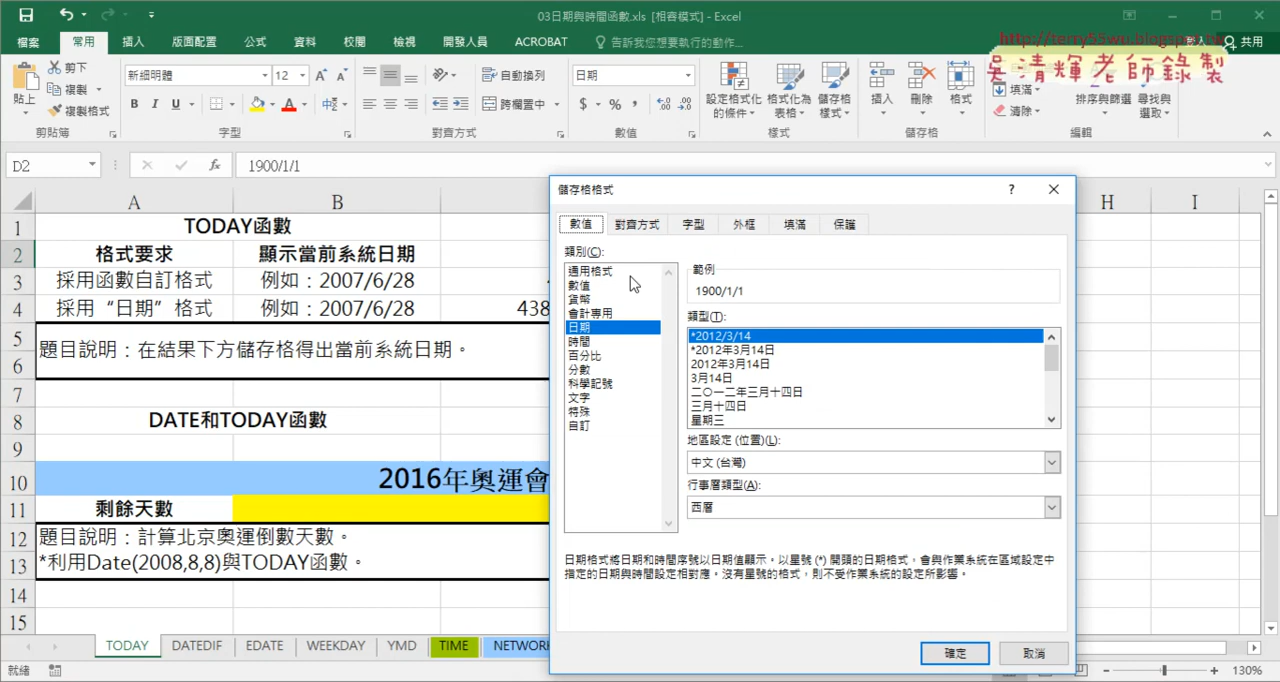 03日期與時間函數.xls [相容模式] - Excel
檔案 常用 插入 版面配置 公式 資料 校閱 檢視 開發人員 ACROBAT 告訴我您想要執行的動作... 共用
http://terry55wu.blogspot.tw
吳清輝老師錄製
貼上 剪下 複製 複製格式 剪貼簿
新細明體 12 B I U 字型
自動換列 跨欄置中 對齊方式
日期 $ % , 數值
設定格式化的條件 格式化為表格 儲存格樣式 樣式
插入 刪除 格式 儲存格
填滿 清除 排序與篩選 尋找與選取 編輯
D2 fx 1900/1/1
A B H I
1 TODAY函數
2 格式要求 顯示當前系統日期
3 採用函數自訂格式 例如：2007/6/28
4 採用“日期”格式 例如：2007/6/28 438
5 題目說明：在結果下方儲存格得出當前系統日期。
6
7
8 DATE和TODAY函數
9
10 2016年奧運會
11 剩餘天數
12 題目說明：計算北京奧運倒數天數。
13 *利用Date(2008,8,8)與TODAY函數。
14
15
儲存格格式 ?
數值 對齊方式 字型 外框 填滿 保護
類別(C):
通用格式
數值
貨幣
會計專用
日期
時間
百分比
分數
科學記號
文字
特殊
自訂
範例
1900/1/1
類型(T):
*2012/3/14
*2012年3月14日
2012年3月14日
3月14日
二〇一二年三月十四日
三月十四日
星期三
地區設定 (位置)(L):
中文 (台灣)
行事曆類型(A):
西曆
日期格式將日期和時間序號以日期值顯示。以星號 (*) 開頭的日期格式，會與作業系統在區域設定中
指定的日期與時間設定相對應。沒有星號的格式，則不受作業系統的設定所影響。
確定 取消
TODAY DATEDIF EDATE WEEKDAY YMD TIME NETWORK
就緒 130%